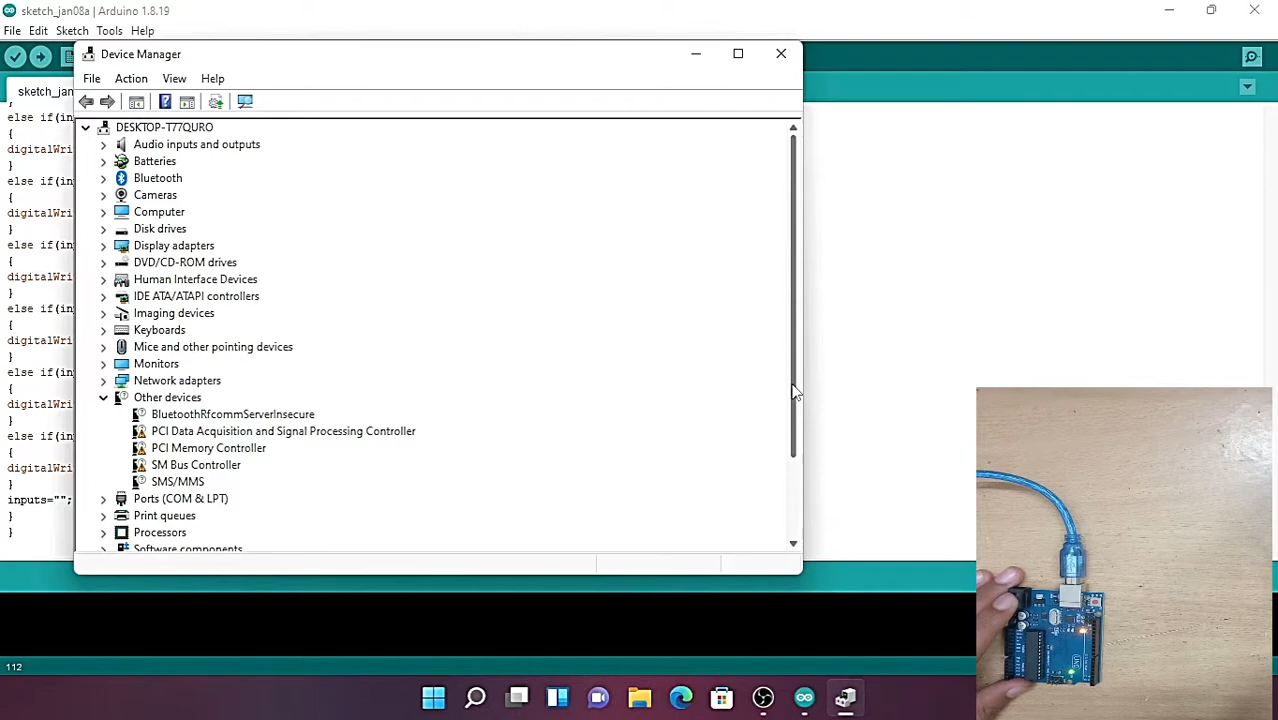 sketch_jan08a | Arduino 1.8.19
File Edit Sketch Tools Help
Device Manager
File Action View Help
sketch_jan
DESKTOP-T77QURO
Audio inputs and outputs
Batteries
Bluetooth
Cameras
Computer
Disk drives
Display adapters
DVD/CD-ROM drives
Human Interface Devices
IDE ATA/ATAPI controllers
Imaging devices
Keyboards
Mice and other pointing devices
Monitors
Network adapters
Other devices
BluetoothRfcommServerInsecure
PCI Data Acquisition and Signal Processing Controller
PCI Memory Controller
SM Bus Controller
SMS/MMS
Ports (COM & LPT)
Print queues
Processors
Software components
else if(in
{
digitalWri
}
else if(in
{
digitalWri
}
else if(in
{
digitalWri
}
else if(in
{
digitalWri
}
else if(in
{
digitalWri
}
else if(in
{
digitalWri
inputs="";
}
}
112
UNO